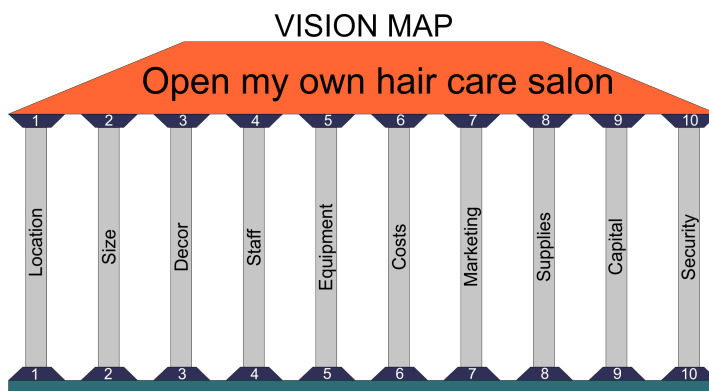 VISION MAP
Open my own hair care salon
1 2 3 4 5 6 7 8 9 10
Location
Size
Decor
Staff
Equipment
Costs
Marketing
Supplies
Capital
Security
1 2 3 4 5 6 7 8 9 10